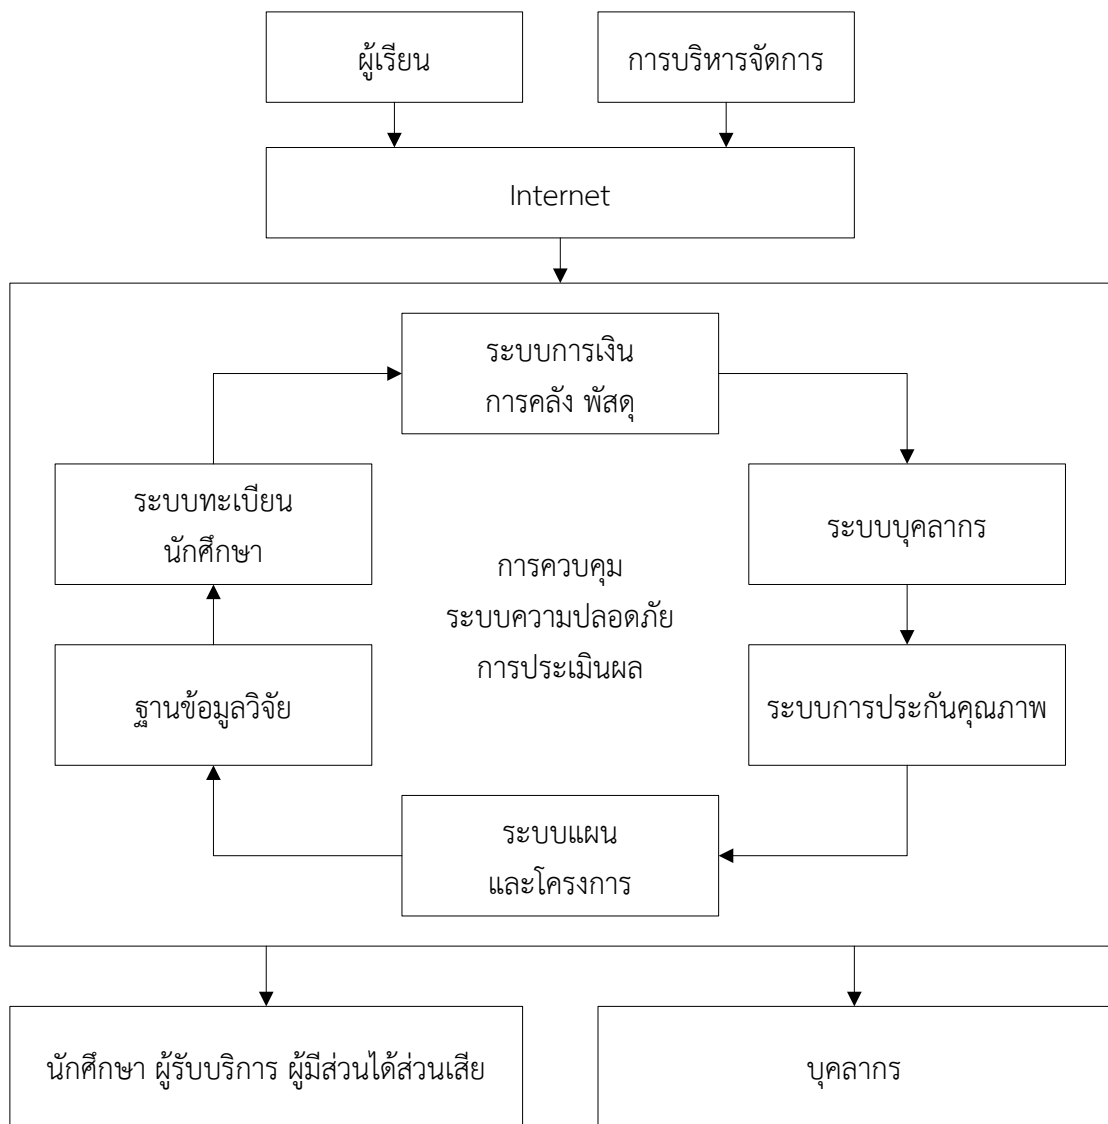 ผู้เรียน
การบริหารจัดการ
Internet
ระบบการเงิน
การคลัง พัสดุ
ระบบทะเบียน
นักศึกษา
ระบบบุคลากร
การควบคุม
ระบบความปลอดภัย
การประเมินผล
ฐานข้อมูลวิจัย
ระบบการประกันคุณภาพ
ระบบแผน
และโครงการ
นักศึกษา ผู้รับบริการ ผู้มีส่วนได้ส่วนเสีย
บุคลากร